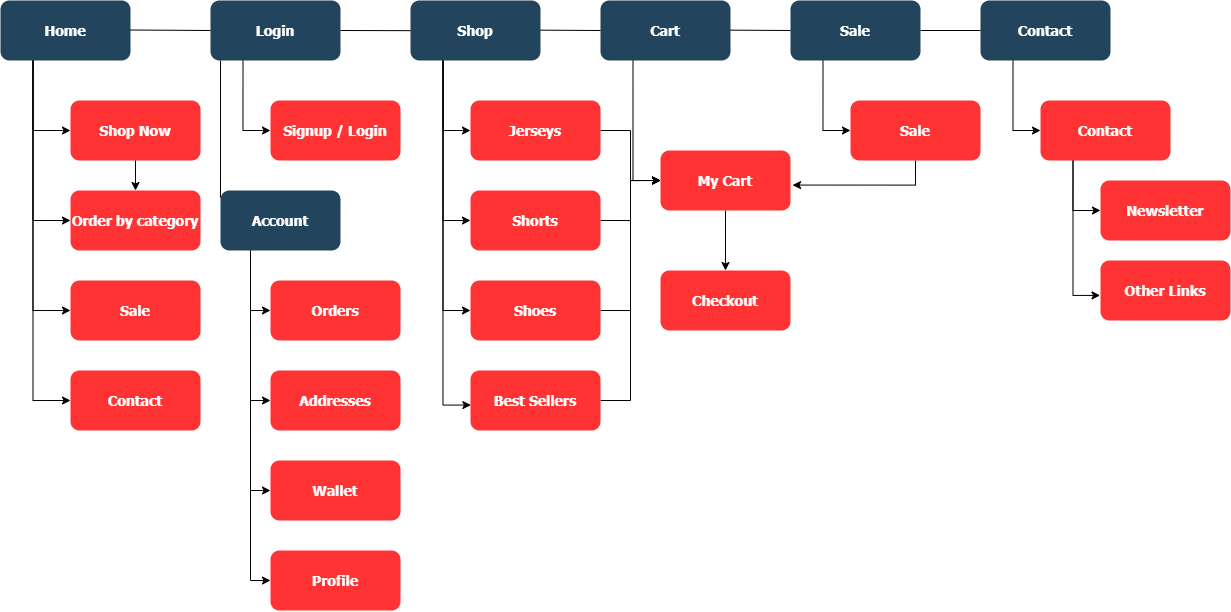 Home
Login
Shop
Cart
Sale
Contact
Shop Now
Signup / Login
Jerseys
Sale
Contact
My Cart
Order by category
Account
Shorts
Newsletter
Sale
Orders
Shoes
Checkout
Other Links
Contact
Addresses
Best Sellers
Wallet
Profile